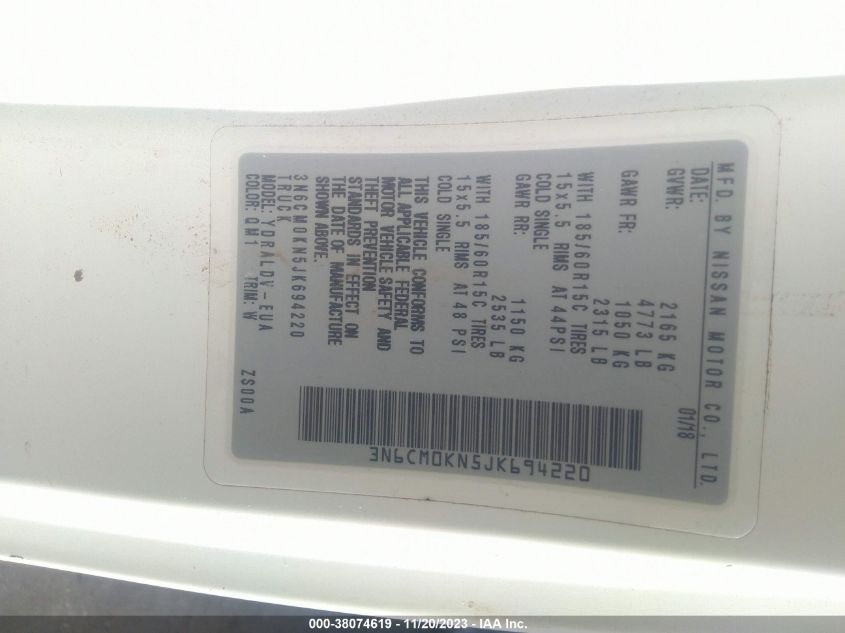 MFD. BY NISSAN MOTOR CO., LTD.
DATE: 01/18
GVWR: 2165 KG
4773 LB
GAWR FR: 1050 KG
2315 LB
WITH 185/60R15C TIRES
15x5.5 RIMS AT 44PSI
COLD SINGLE
GAWR RR: 1150 KG
2535 LB
WITH 185/60R15C TIRES
15x5.5 RIMS AT 48 PSI
COLD SINGLE
THIS VEHICLE CONFORMS TO
ALL APPLICABLE FEDERAL
MOTOR VEHICLE SAFETY AND
THEFT PREVENTION
STANDARDS IN EFFECT ON
THE DATE OF MANUFACTURE
SHOWN ABOVE.
3N6CM0KN5JK694220
TRUCK
MODEL: YDRALDV-EUA
COLOR: QM1 TRIM: W ZS00A
3N6CM0KN5JK694220
000-38074619 - 11/20/2023 - IAA Inc.